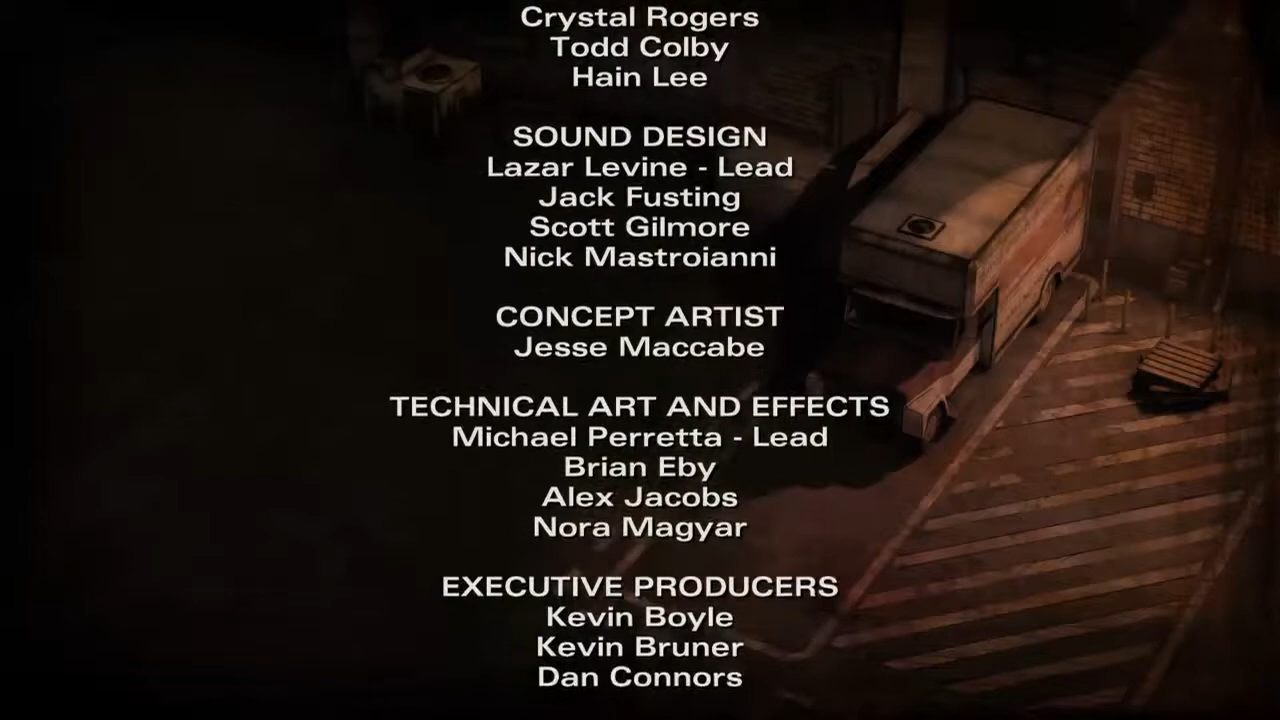 Crystal Rogers
Todd Colby
Hain Lee
SOUND DESIGN
Lazar Levine - Lead
Jack Fusting
Scott Gilmore
Nick Mastroianni
CONCEPT ARTIST
Jesse Maccabe
TECHNICAL ART AND EFFECTS
Michael Perretta - Lead
Brian Eby
Alex Jacobs
Nora Magyar
EXECUTIVE PRODUCERS
Kevin Boyle
Kevin Bruner
Dan Connors